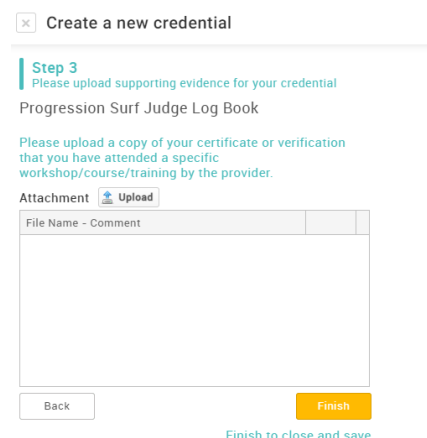 Create a new credential
Step 3
Please upload supporting evidence for your credential
Progression Surf Judge Log Book
Please upload a copy of your certificate or verification
that you have attended a specific
workshop/course/training by the provider.
Attachment Upload
File Name - Comment
Back Finish
Finish to close and save